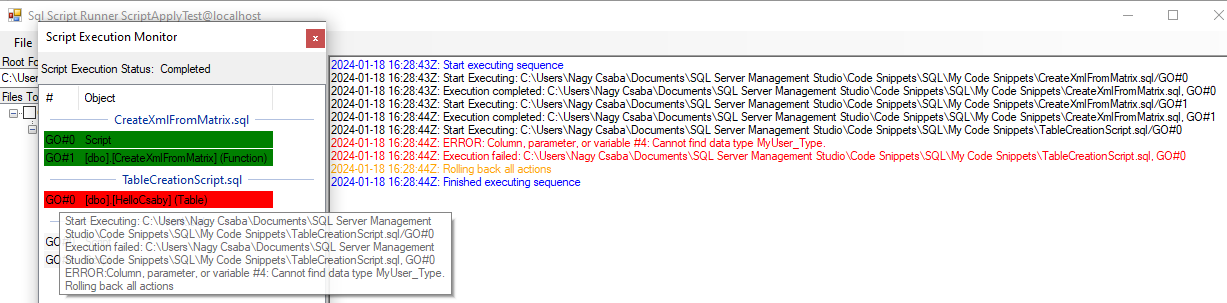 Sql Script Runner ScriptApplyTest@localhost
File
Script Execution Monitor
x
Root Fo
C:\User
Files To
Script Execution Status: Completed
# Object
CreateXmlFromMatrix.sql
GO#0 Script
GO#1 [dbo].[CreateXmlFromMatrix] (Function)
TableCreationScript.sql
GO#0 [dbo].[HelloCsaby] (Table)
GO
GO
Start Executing: C:\Users\Nagy Csaba\Documents\SQL Server Management
Studio\Code Snippets\SQL\My Code Snippets\TableCreationScript.sql/GO#0
Execution failed: C:\Users\Nagy Csaba\Documents\SQL Server Management
Studio\Code Snippets\SQL\My Code Snippets\TableCreationScript.sql, GO#0
ERROR:Column, parameter, or variable #4: Cannot find data type MyUser_Type.
Rolling back all actions
2024-01-18 16:28:43Z: Start executing sequence
2024-01-18 16:28:43Z: Start Executing: C:\Users\Nagy Csaba\Documents\SQL Server Management Studio\Code Snippets\SQL\My Code Snippets\CreateXmlFromMatrix.sql/GO#0
2024-01-18 16:28:43Z: Execution completed: C:\Users\Nagy Csaba\Documents\SQL Server Management Studio\Code Snippets\SQL\My Code Snippets\CreateXmlFromMatrix.sql, GO#0
2024-01-18 16:28:43Z: Start Executing: C:\Users\Nagy Csaba\Documents\SQL Server Management Studio\Code Snippets\SQL\My Code Snippets\CreateXmlFromMatrix.sql/GO#1
2024-01-18 16:28:44Z: Execution completed: C:\Users\Nagy Csaba\Documents\SQL Server Management Studio\Code Snippets\SQL\My Code Snippets\CreateXmlFromMatrix.sql, GO#1
2024-01-18 16:28:44Z: Start Executing: C:\Users\Nagy Csaba\Documents\SQL Server Management Studio\Code Snippets\SQL\My Code Snippets\TableCreationScript.sql/GO#0
2024-01-18 16:28:44Z: ERROR: Column, parameter, or variable #4: Cannot find data type MyUser_Type.
2024-01-18 16:28:44Z: Execution failed: C:\Users\Nagy Csaba\Documents\SQL Server Management Studio\Code Snippets\SQL\My Code Snippets\TableCreationScript.sql, GO#0
2024-01-18 16:28:44Z: Rolling back all actions
2024-01-18 16:28:44Z: Finished executing sequence